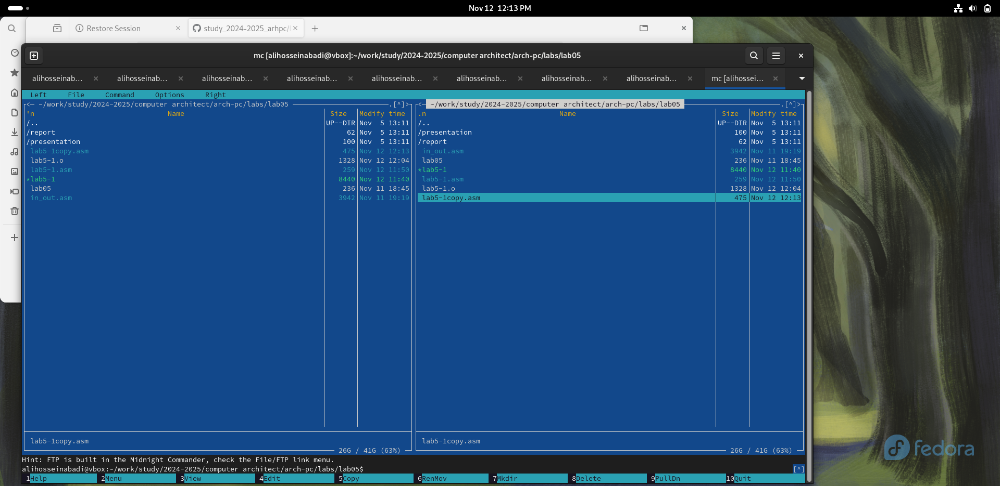 Nov 12 12:13 PM
Restore Session
study_2024-2025_arhpc/
mc [alihosseinabadi@vbox]:~/work/study/2024-2025/computer architect/arch-pc/labs/lab05
alihosseinab... alihosseinab... alihosseinab... alihosseinab... alihosseinab... alihosseinab... alihosseinab... alihosseinab... mc [alihossei...
Left File Command Options Right
<─ ~/work/study/2024-2025/computer architect/arch-pc/labs/lab05 .[^]>
'n Name Size Modify time
/.. UP--DIR Nov 5 13:11
/report 62 Nov 5 13:11
/presentation 100 Nov 5 13:11
lab5-1copy.asm 475 Nov 12 12:13
lab5-1.o 1328 Nov 12 12:04
lab5-1.asm 259 Nov 12 11:50
*lab5-1 8440 Nov 12 11:40
lab05 236 Nov 11 18:45
in_out.asm 3942 Nov 11 19:19
lab5-1copy.asm
26G / 41G (63%)
<─ ~/work/study/2024-2025/computer architect/arch-pc/labs/lab05 .[^]>
.n Name Size Modify time
/.. UP--DIR Nov 5 13:11
/presentation 100 Nov 5 13:11
/report 62 Nov 5 13:11
in_out.asm 3942 Nov 11 19:19
lab05 236 Nov 11 18:45
*lab5-1 8440 Nov 12 11:40
lab5-1.asm 259 Nov 12 11:50
lab5-1.o 1328 Nov 12 12:04
lab5-1copy.asm 475 Nov 12 12:13
lab5-1copy.asm
26G / 41G (63%)
Hint: FTP is built in the Midnight Commander, check the File/FTP link menu.
alihosseinabadi@vbox:~/work/study/2024-2025/computer architect/arch-pc/labs/lab05$ [^]
1Help 2Menu 3View 4Edit 5Copy 6RenMov 7Mkdir 8Delete 9PullDn 10Quit
fedora